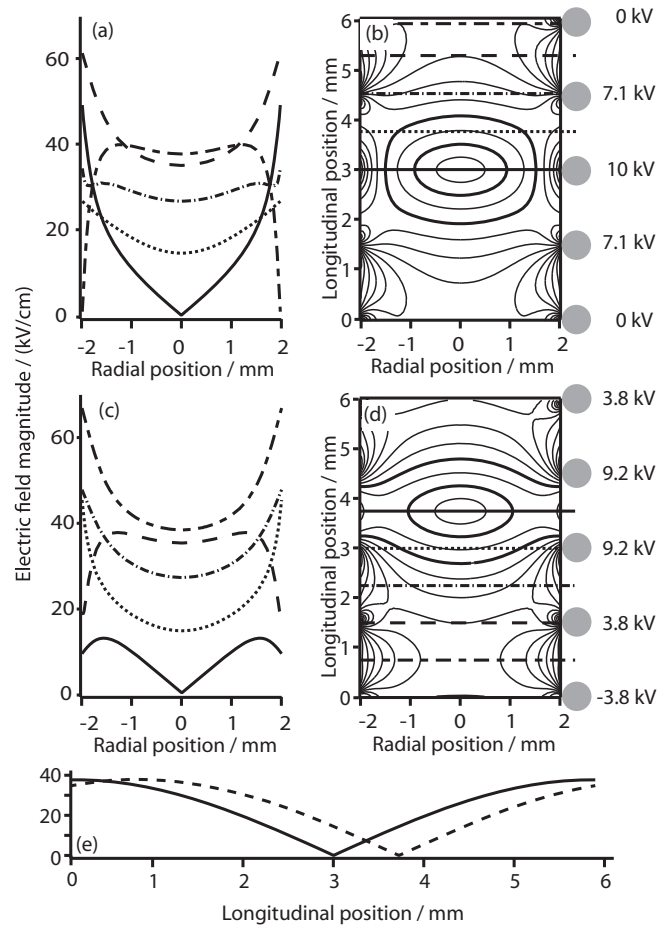 Electric field magnitude / (kV/cm)
(a)
60
40
20
0
-2 -1 0 1 2
Radial position / mm
(b)
Longitudinal position / mm
6
5
4
3
2
1
0
-2 -1 0 1 2
Radial position / mm
0 kV
7.1 kV
10 kV
7.1 kV
0 kV
(c)
60
40
20
0
-2 -1 0 1 2
Radial position / mm
(d)
Longitudinal position / mm
6
5
4
3
2
1
0
-2 -1 0 1 2
Radial position / mm
3.8 kV
9.2 kV
9.2 kV
3.8 kV
-3.8 kV
40
20
0
(e)
0 1 2 3 4 5 6
Longitudinal position / mm